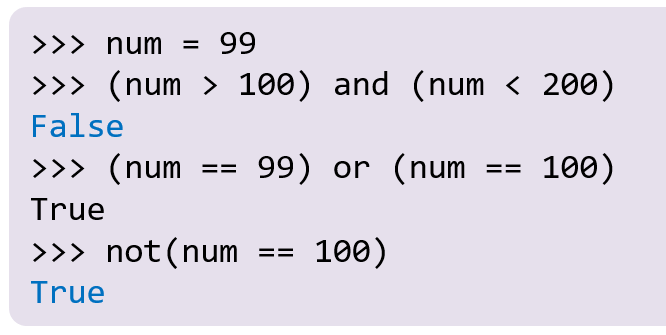 >>> num = 99
>>> (num > 100) and (num < 200)
False
>>> (num == 99) or (num == 100)
True
>>> not(num == 100)
True